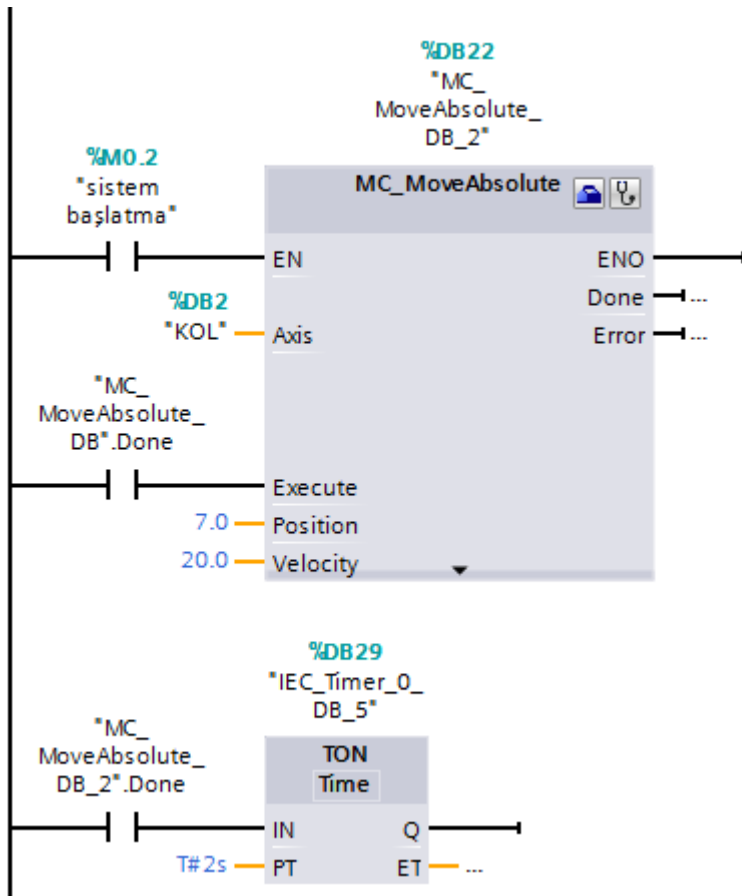 %DB22
"MC_
MoveAbsolute_
DB_2"
%M0.2
"sistem
başlatma"
MC_MoveAbsolute
EN
ENO
Done
...
%DB2
"KOL"
Axis
Error
...
"MC_
MoveAbsolute_
DB".Done
Execute
7.0
Position
20.0
Velocity
%DB29
"IEC_Timer_0_
DB_5"
"MC_
MoveAbsolute_
DB_2".Done
TON
Time
IN
Q
T#2s
PT
ET
...